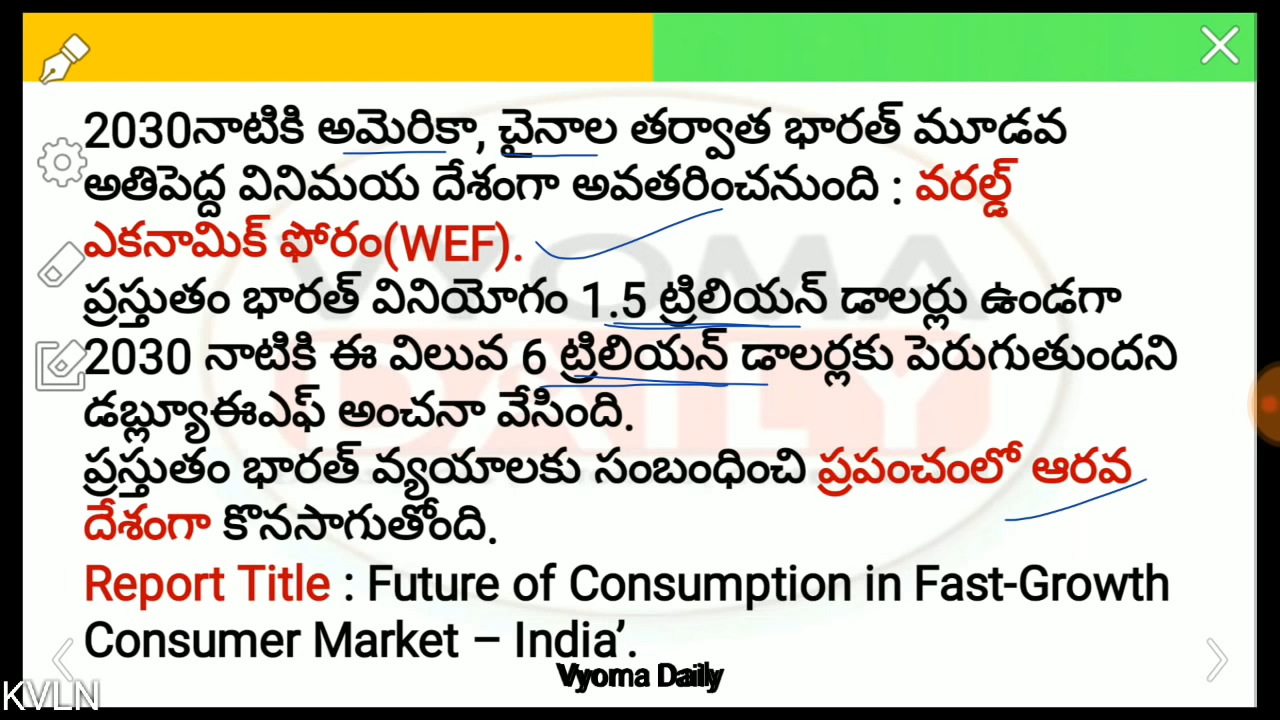 2030నాటికి అమెరికా, చైనాల తర్వాత భారత్ మూడవ
అతిపెద్ద వినిమయ దేశంగా అవతరించనుంది : వరల్డ్
ఎకనామిక్ ఫోరం(WEF).
ప్రస్తుతం భారత్ వినియోగం 1.5 ట్రిలియన్ డాలర్లు ఉండగా
2030 నాటికి ఈ విలువ 6 ట్రిలియన్ డాలర్లకు పెరుగుతుందని
డబ్ల్యూఈఎఫ్ అంచనా వేసింది.
ప్రస్తుతం భారత్ వ్యయాలకు సంబంధించి ప్రపంచంలో ఆరవ
దేశంగా కొనసాగుతోంది.
Report Title : Future of Consumption in Fast-Growth
Consumer Market – India’.
Vyoma Daily
KVLN
VYOMA
DAILY